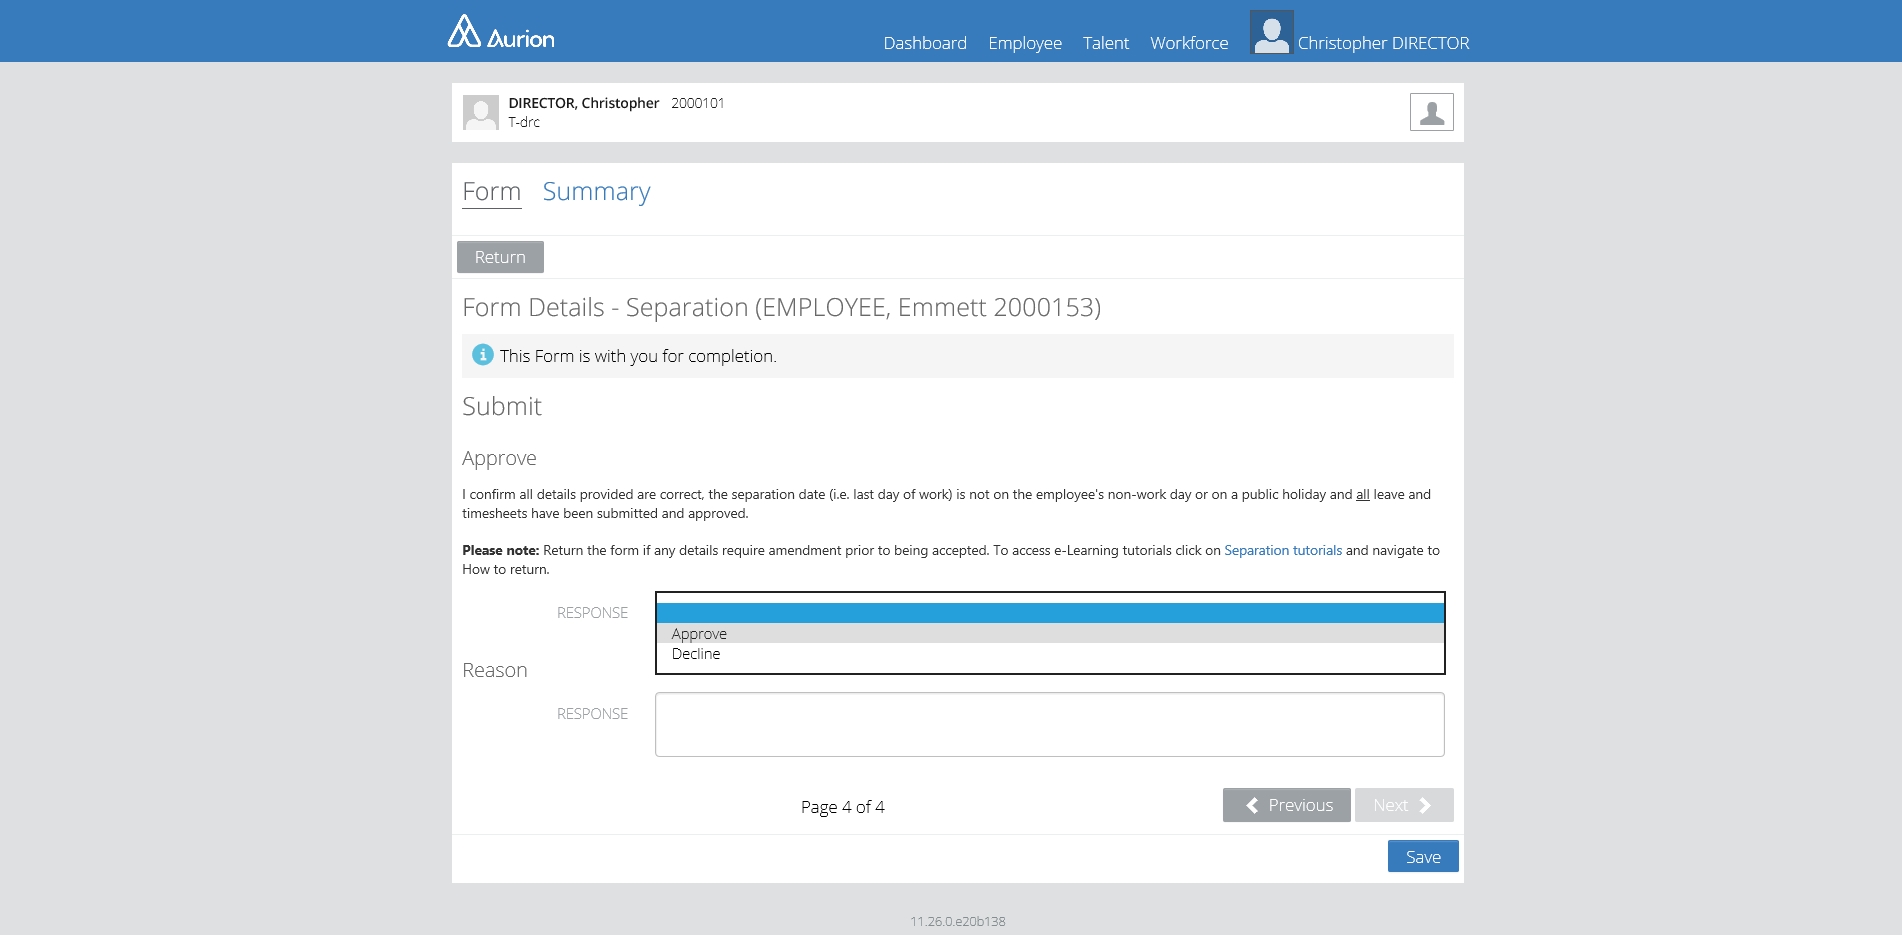 Aurion
Dashboard Employee Talent Workforce Christopher DIRECTOR
DIRECTOR, Christopher 2000101
T-drc
Form Summary
Return
Form Details - Separation (EMPLOYEE, Emmett 2000153)
This Form is with you for completion.
Submit
Approve
I confirm all details provided are correct, the separation date (i.e. last day of work) is not on the employee's non-work day or on a public holiday and all leave and
timesheets have been submitted and approved.
Please note: Return the form if any details require amendment prior to being accepted. To access e-Learning tutorials click on Separation tutorials and navigate to
How to return.
RESPONSE
Approve
Decline
Reason
RESPONSE
Page 4 of 4
Previous Next
Save
11.26.0.e20b138